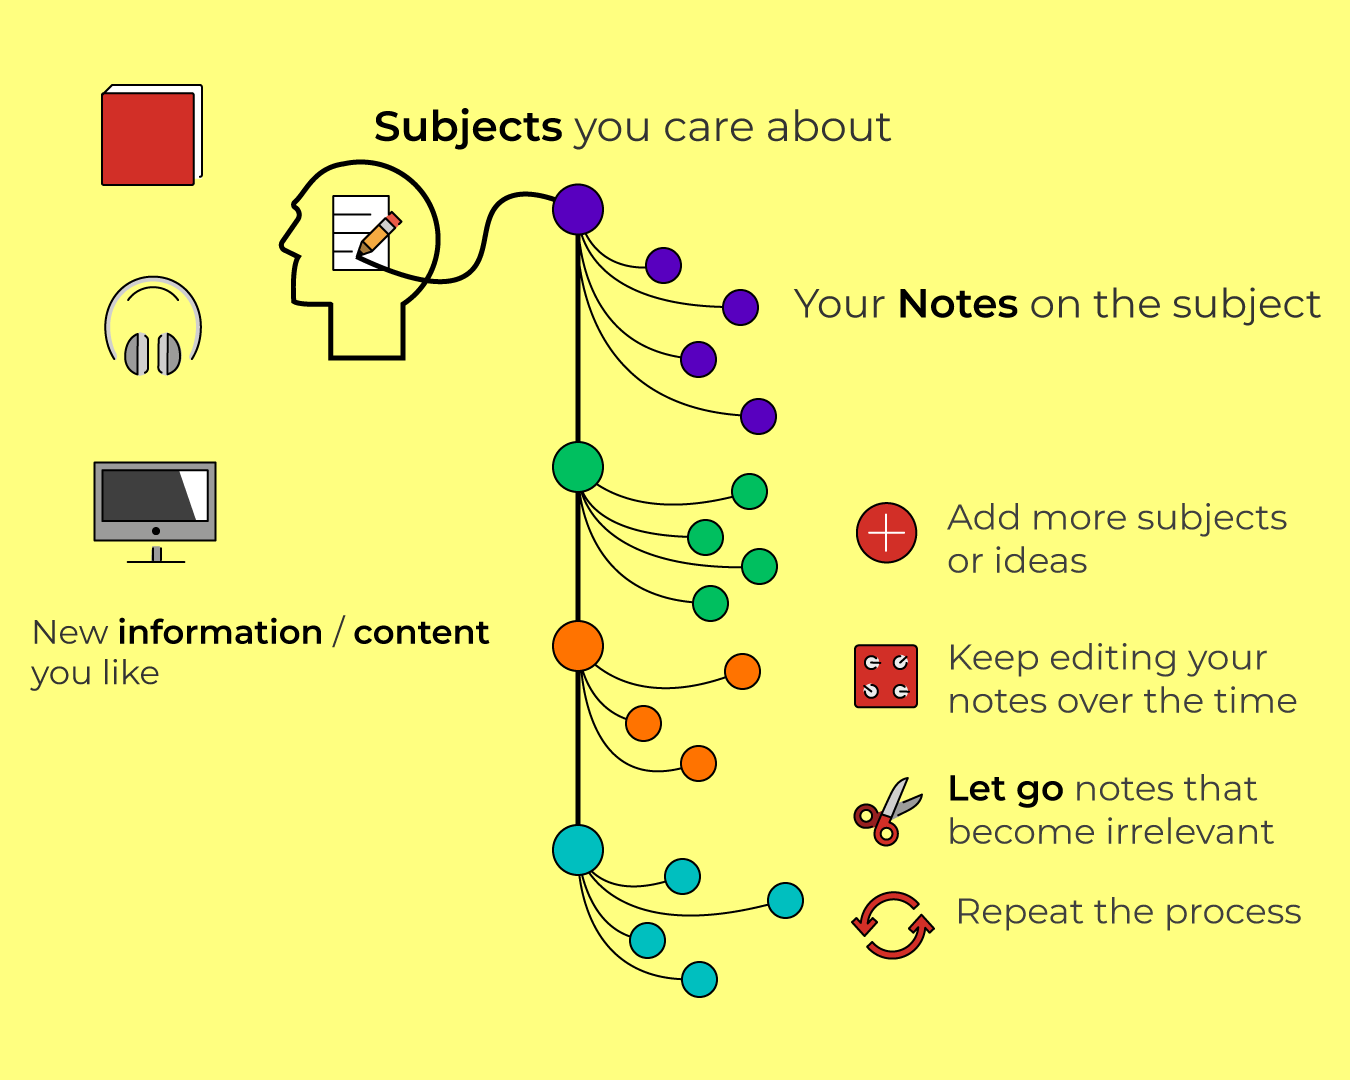 Subjects you care about
Your Notes on the subject
New information / content
you like
Add more subjects
or ideas
Keep editing your
notes over the time
Let go notes that
become irrelevant
Repeat the process